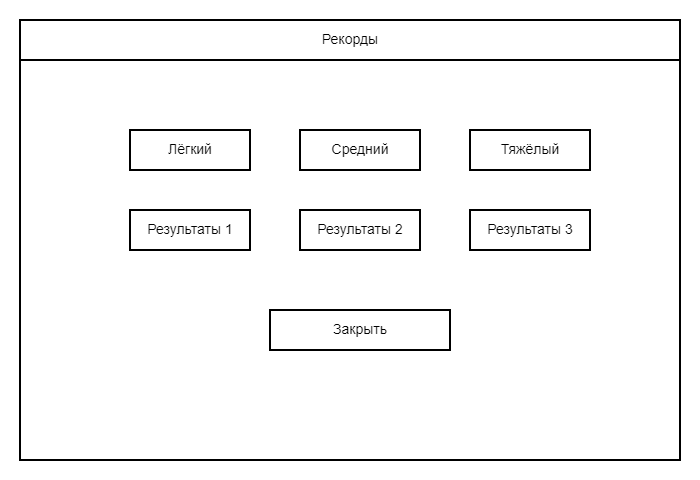 Рекорды
Лёгкий
Средний
Тяжёлый
Результаты 1
Результаты 2
Результаты 3
Закрыть